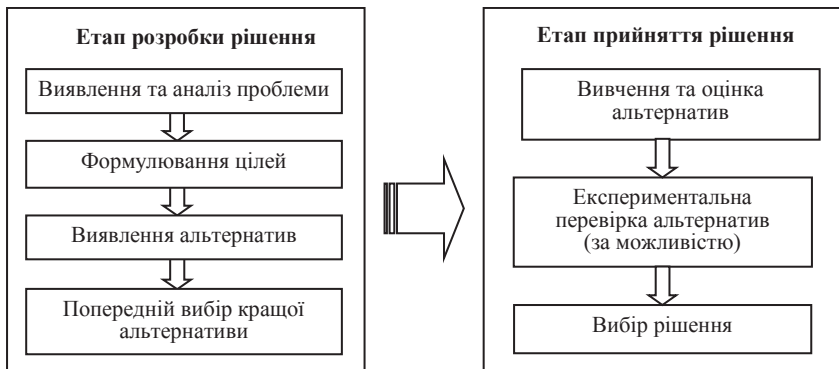 Етап розробки рішення
Виявлення та аналіз проблеми
Формулювання цілей
Виявлення альтернатив
Попередній вибір кращої
альтернативи
Етап прийняття рішення
Вивчення та оцінка
альтернатив
Експериментальна
перевірка альтернатив
(за можливістю)
Вибір рішення